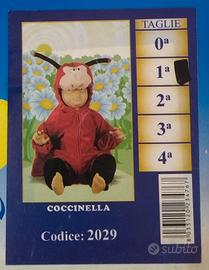 TAGLIE
0ª
1ª
2ª
3ª
4ª
COCCINELLA
Codice: 2029
subito